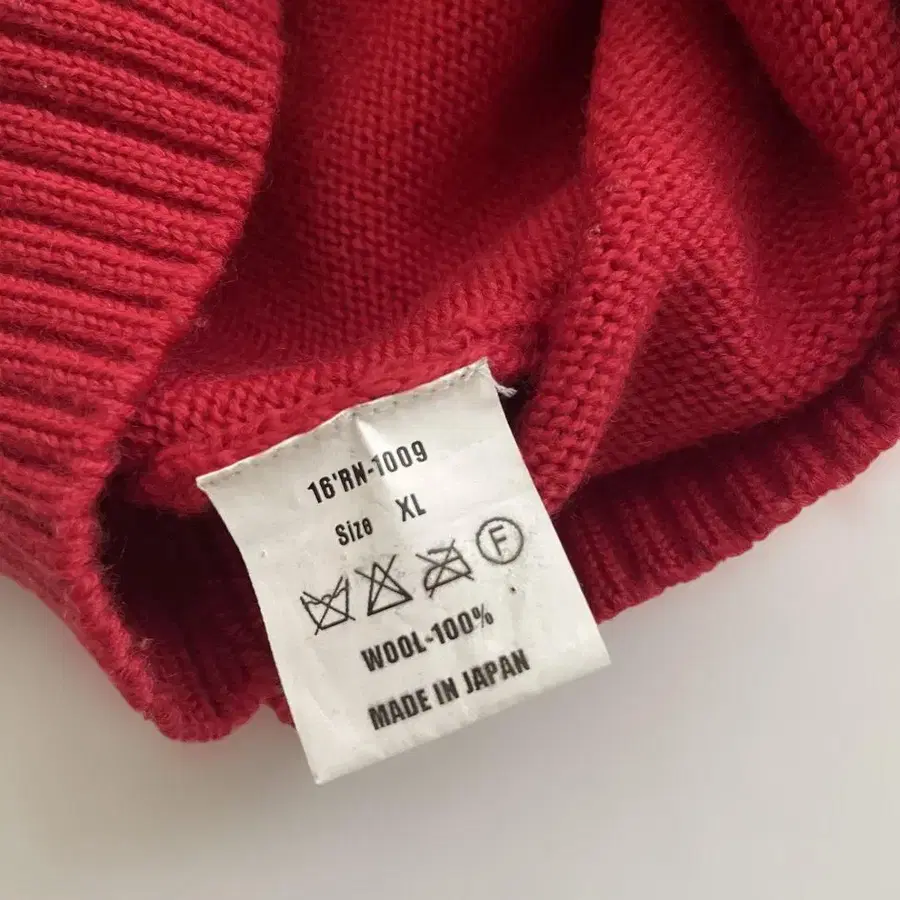 16'RN-1009
Size XL
F
WOOL-100%
MADE IN JAPAN